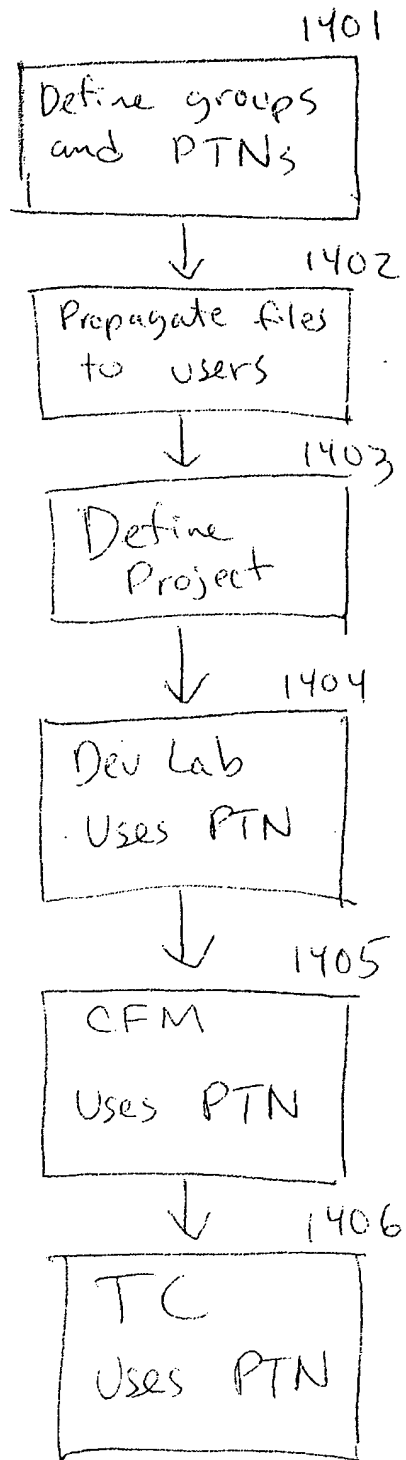 1401
Define groups
and PTNs
1402
Propagate files
to users
1403
Define
Project
1404
Dev Lab
Uses PTN
1405
CFM
Uses PTN
1406
TC
Uses PTN